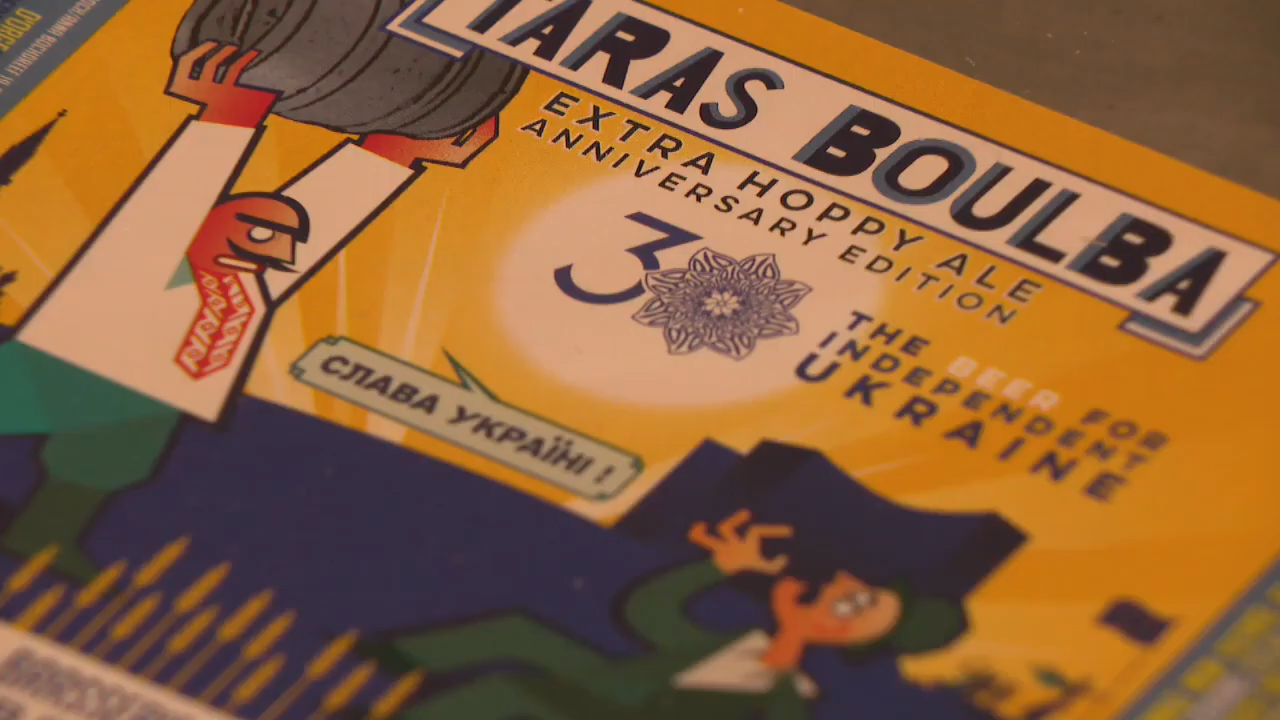 TARAS BOULBA
EXTRA HOPPY ALE
ANNIVERSARY EDITION
30
THE BEER FOR
INDEPENDENT
UKRAINE
СЛАВА УКРАЇНІ !